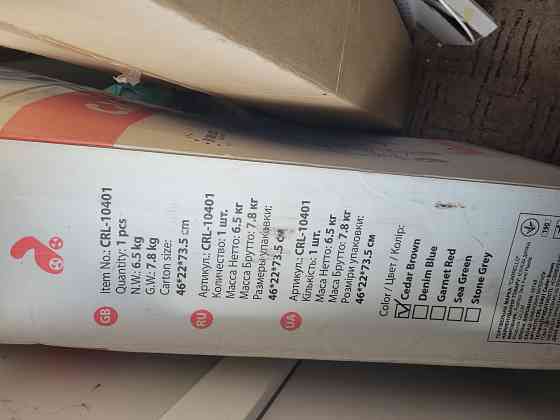 GB
Item No.: CRL-10401
Quantity: 1 pcs
N.W.: 6.5 kg
G.W.: 7.8 kg
Carton size:
46*22*73.5 cm
RU
Артикул.: CRL-10401
Количество: 1 шт.
Масса Нетто: 6.5 кг
Масса Брутто: 7.8 кг
Размеры упаковки:
46*22*73.5 см
UA
Артикул.: CRL-10401
Кількість: 1 шт.
Маса Нетто: 6.5 кг
Маса Брутто: 7.8 кг
Розміри упаковки:
46*22*73.5 см
Color / Цвет / Колір:
Cedar Brown
Denim Blue
Garnet Red
Sea Green
Stone Grey